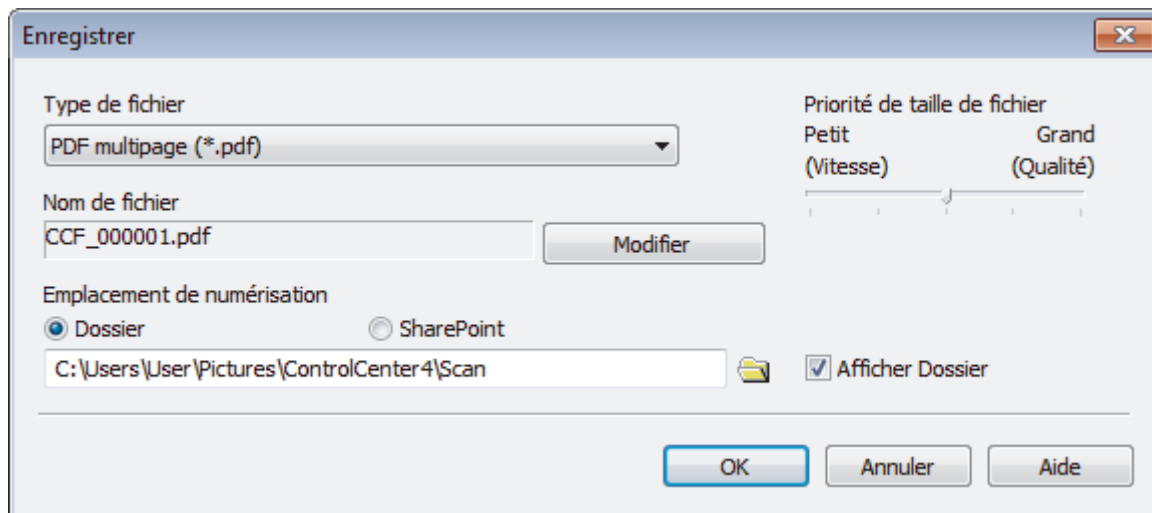 Enregistrer
Type de fichier
PDF multipage (*.pdf)
Priorité de taille de fichier
Petit Grand
(Vitesse) (Qualité)
Nom de fichier
CCF_000001.pdf
Modifier
Emplacement de numérisation
Dossier SharePoint
C:\Users\User\Pictures\ControlCenter4\Scan
Afficher Dossier
OK Annuler Aide